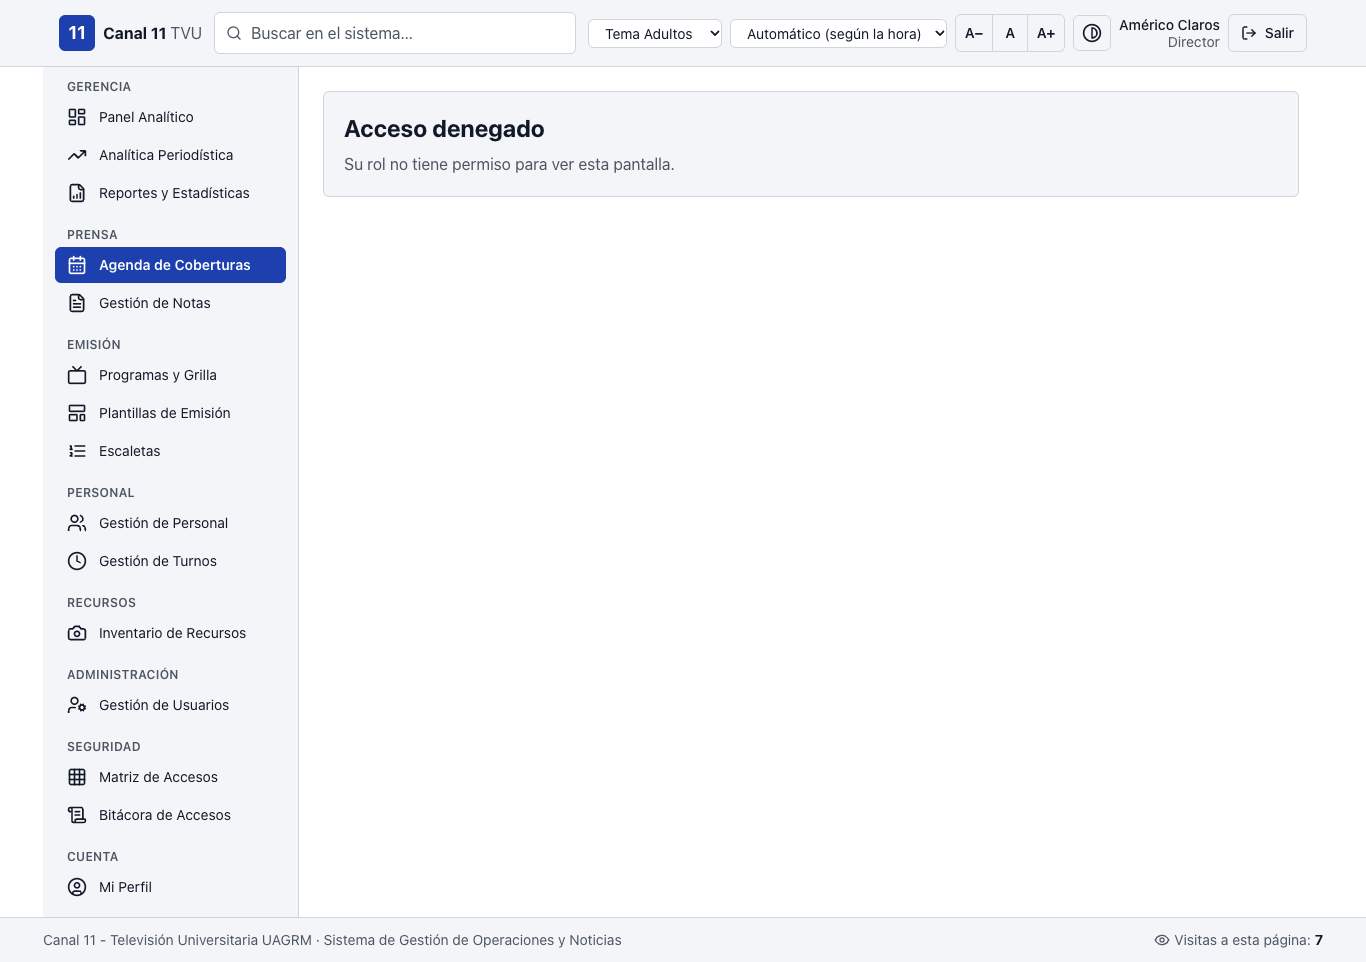 11 Canal 11 TVU
Buscar en el sistema...
Tema Adultos
Automático (según la hora)
A− A A+
Américo Claros
Director
Salir
GERENCIA
Panel Analítico
Analítica Periodística
Reportes y Estadísticas
PRENSA
Agenda de Coberturas
Gestión de Notas
EMISIÓN
Programas y Grilla
Plantillas de Emisión
Escaletas
PERSONAL
Gestión de Personal
Gestión de Turnos
RECURSOS
Inventario de Recursos
ADMINISTRACIÓN
Gestión de Usuarios
SEGURIDAD
Matriz de Accesos
Bitácora de Accesos
CUENTA
Mi Perfil
Acceso denegado
Su rol no tiene permiso para ver esta pantalla.
Canal 11 - Televisión Universitaria UAGRM · Sistema de Gestión de Operaciones y Noticias
Visitas a esta página: 7